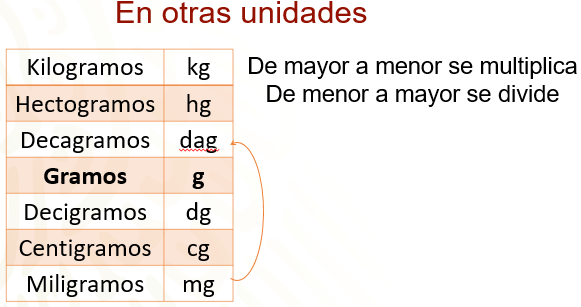 En otras unidades
De mayor a menor se multiplica
De menor a mayor se divide
Kilogramos kg
Hectogramos hg
Decagramos dag
Gramos g
Decigramos dg
Centigramos cg
Miligramos mg